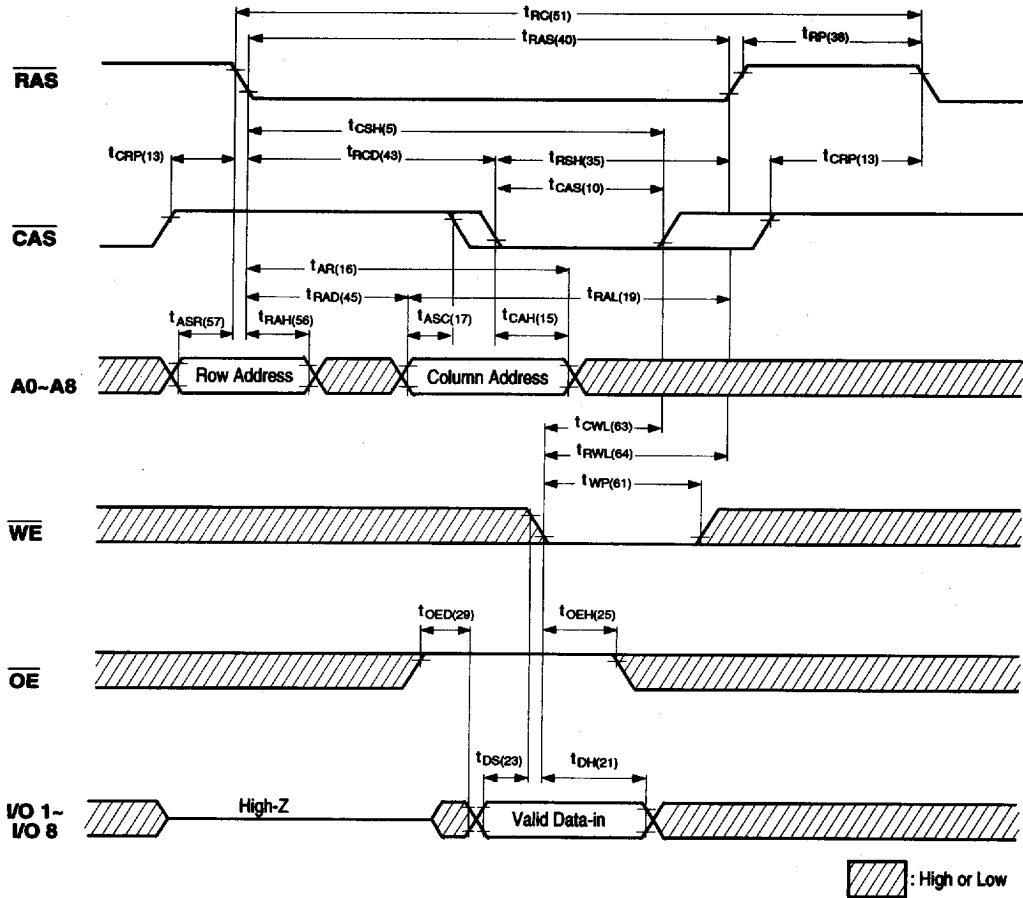 tRC(51)
tRAS(40)
tRP(36)
RAS
tCSH(5)
tCRP(13)
tRCD(43)
tRSH(35)
tCRP(13)
tCAS(10)
CAS
tAR(16)
tRAD(45)
tRAL(19)
tASR(57)
tRAH(56)
tASC(17)
tCAH(15)
A0~A8
Row Address
Column Address
tCWL(63)
tRWL(64)
tWP(61)
WE
tOED(29)
tOEH(25)
OE
tDS(23)
tDH(21)
I/O 1~
I/O 8
High-Z
Valid Data-in
: High or Low